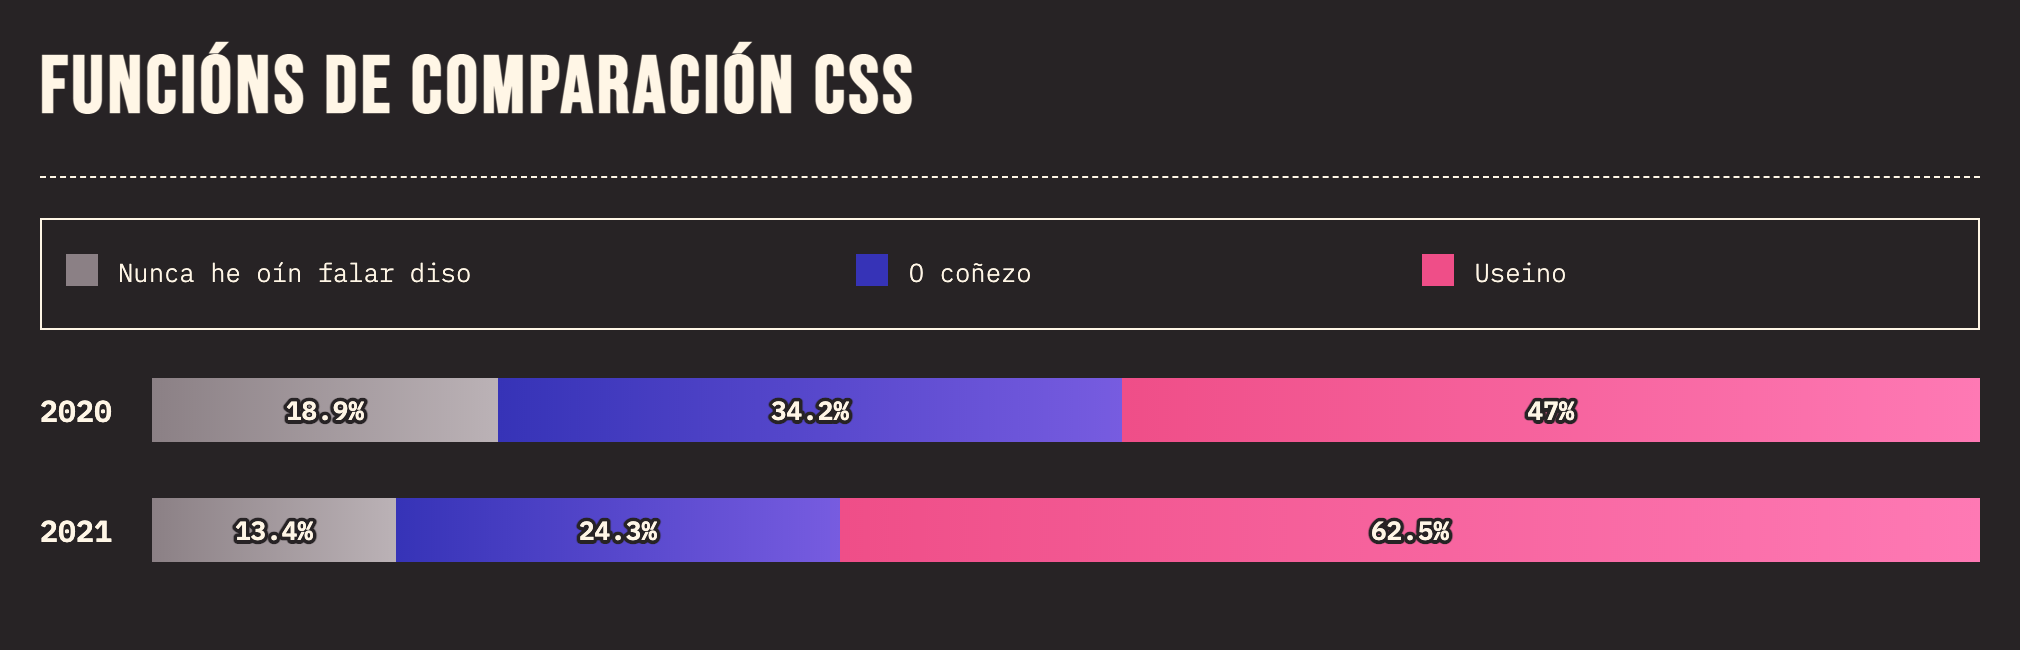 FUNCIÓNS DE COMPARACIÓN CSS
Nunca he oín falar diso
O coñezo
Useino
2020 18.9% 34.2% 47%
2021 13.4% 24.3% 62.5%